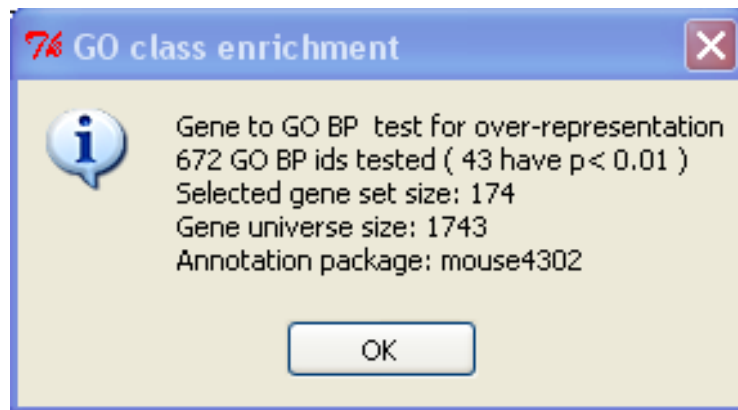 GO class enrichment
Gene to GO BP test for over-representation
672 GO BP ids tested ( 43 have p< 0.01 )
Selected gene set size: 174
Gene universe size: 1743
Annotation package: mouse4302
OK